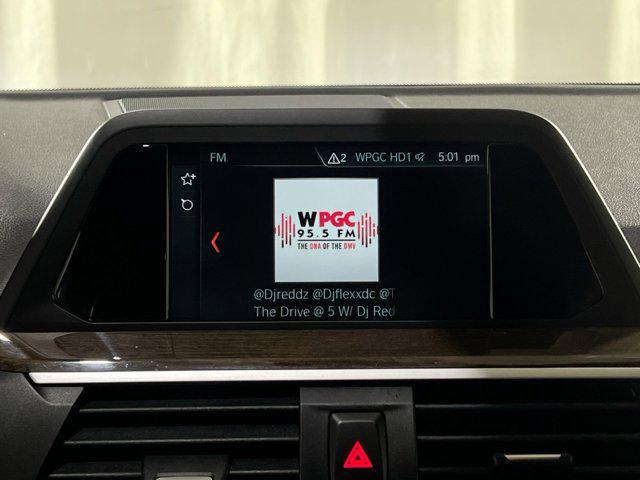 FM 2 WPGC HD1 5:01 pm
WPGC
95.5 FM
THE DNA OF THE DMV
@Djreddz @Djflexxdc @T
The Drive @ 5 W/ Dj Red